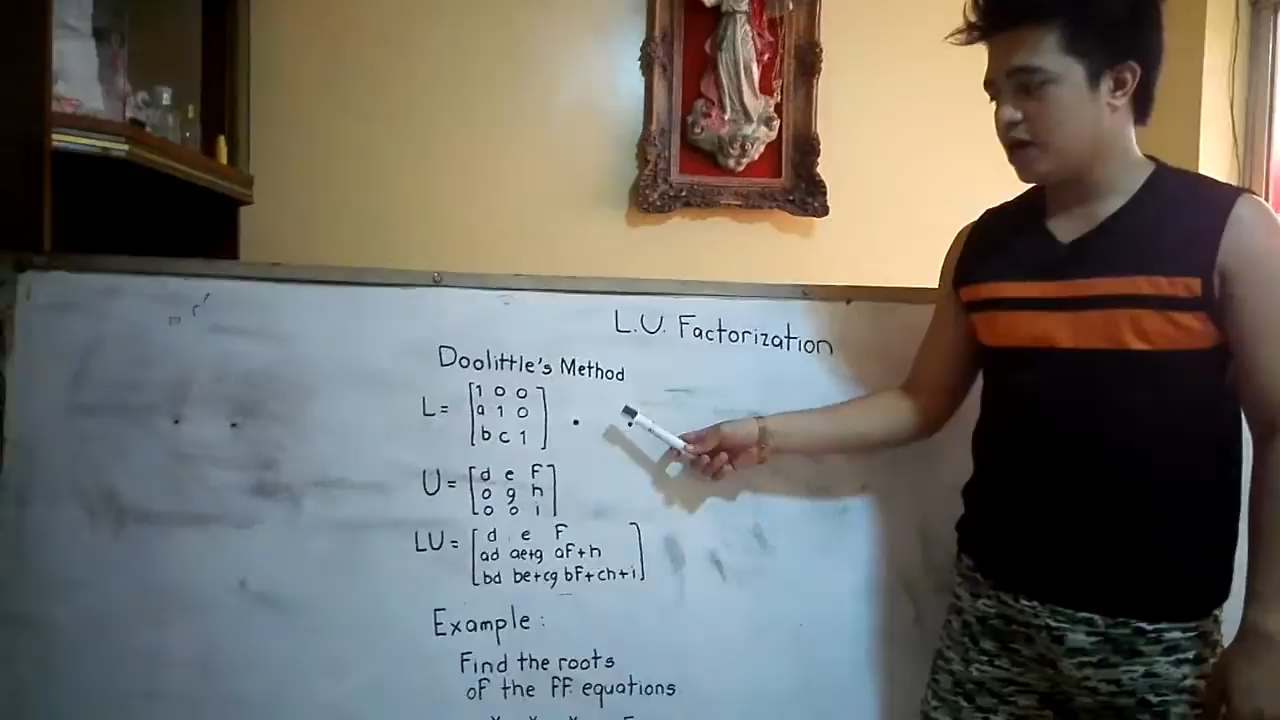 L.U. Factorization
Doolittle's Method
L= [1 0 0
a 1 0
b c 1]
U= [d e F
0 g h
0 0 i]
LU= [d e F
ad ae+g aF+h
bd be+cg bF+ch+i]
Example:
Find the roots
of the FF equations